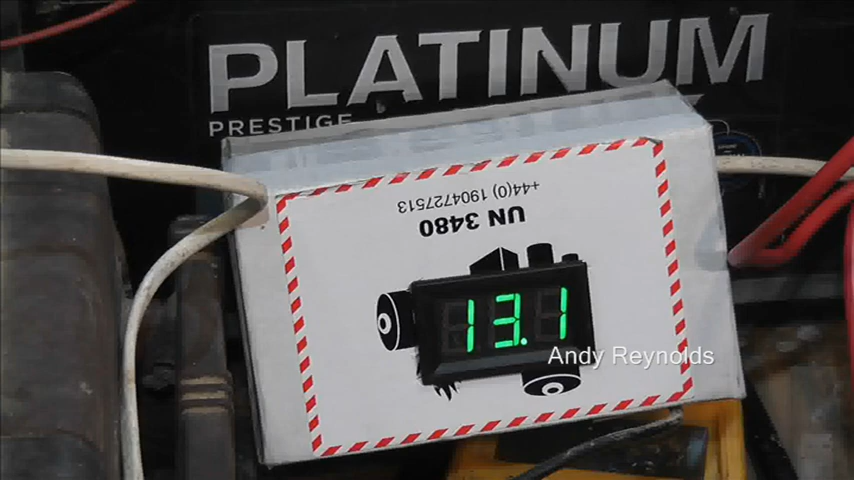 PLATINUM
PRESTIGE
+44(0) 1904727513
UN 3480
13.1
Andy Reynolds